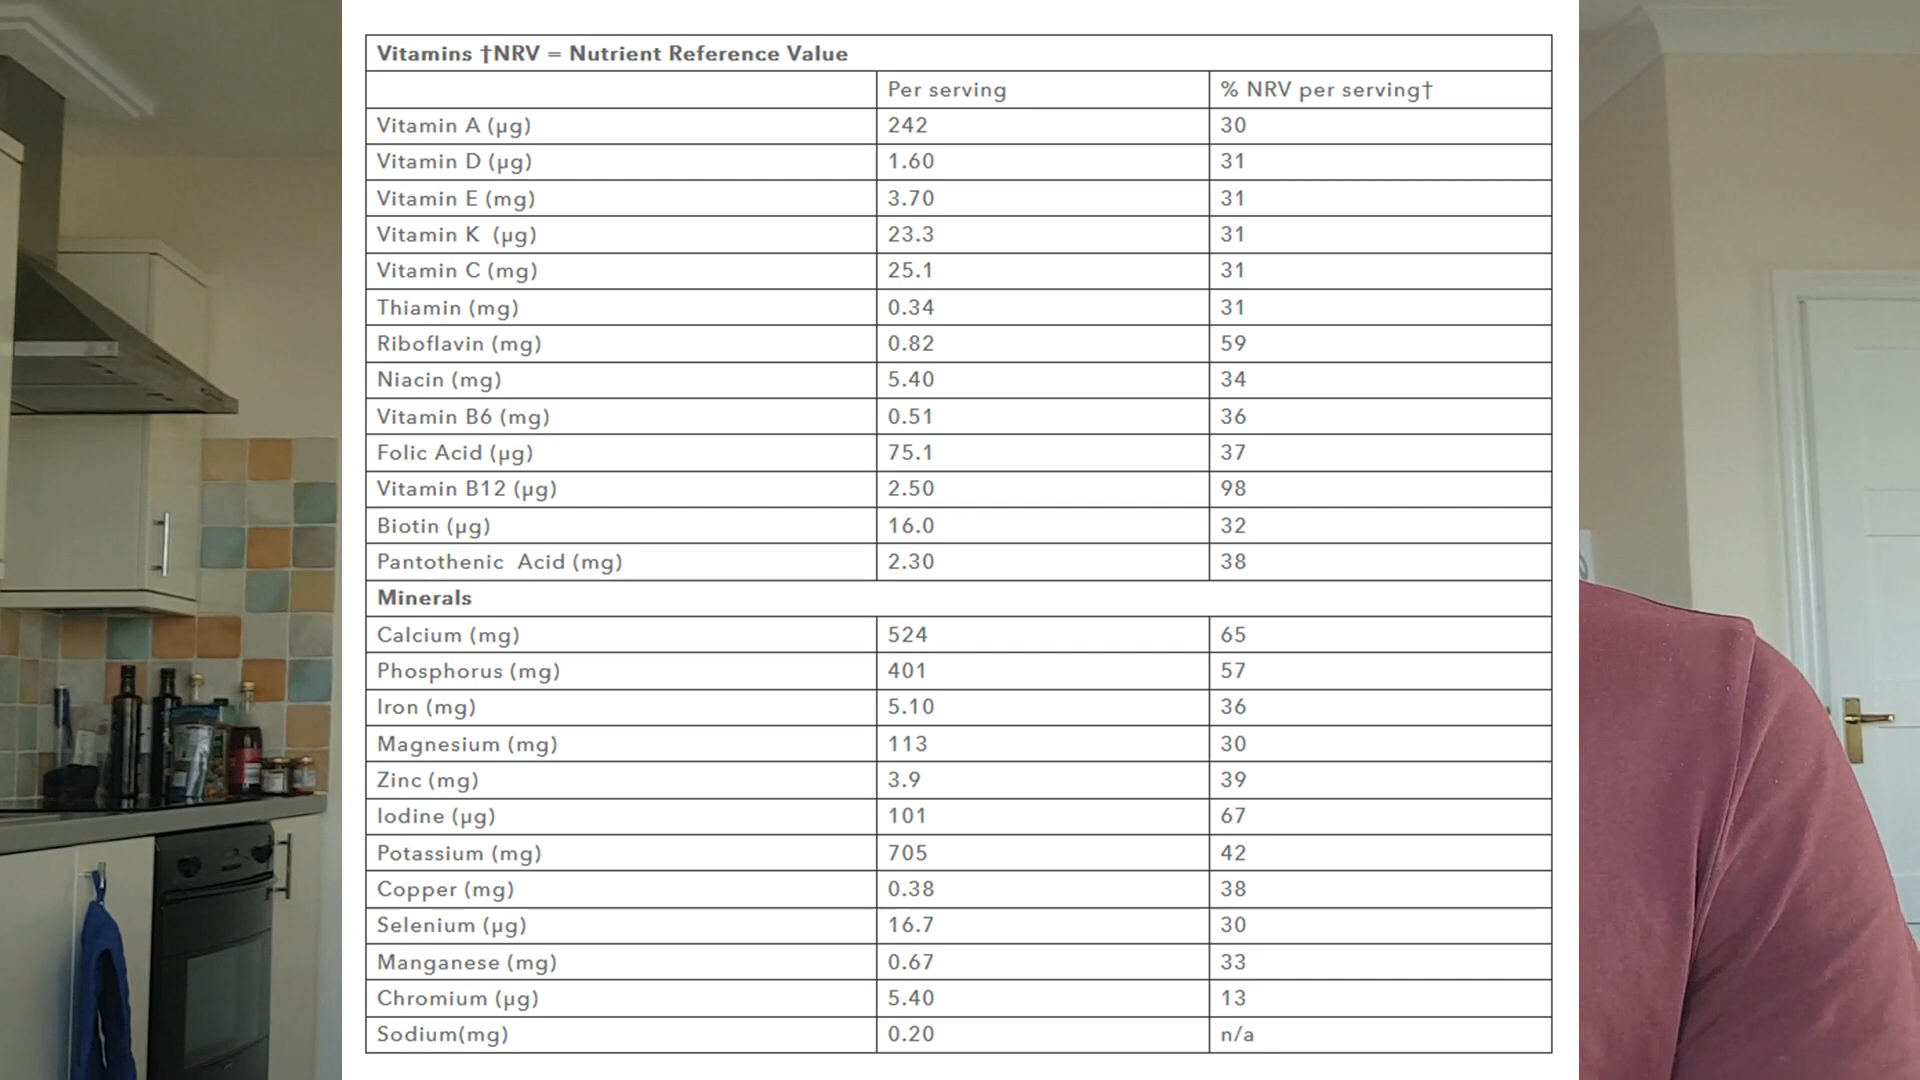 Vitamins †NRV = Nutrient Reference Value
Per serving % NRV per serving†
Vitamin A (µg) 242 30
Vitamin D (µg) 1.60 31
Vitamin E (mg) 3.70 31
Vitamin K (µg) 23.3 31
Vitamin C (mg) 25.1 31
Thiamin (mg) 0.34 31
Riboflavin (mg) 0.82 59
Niacin (mg) 5.40 34
Vitamin B6 (mg) 0.51 36
Folic Acid (µg) 75.1 37
Vitamin B12 (µg) 2.50 98
Biotin (µg) 16.0 32
Pantothenic Acid (mg) 2.30 38
Minerals
Calcium (mg) 524 65
Phosphorus (mg) 401 57
Iron (mg) 5.10 36
Magnesium (mg) 113 30
Zinc (mg) 3.9 39
Iodine (µg) 101 67
Potassium (mg) 705 42
Copper (mg) 0.38 38
Selenium (µg) 16.7 30
Manganese (mg) 0.67 33
Chromium (µg) 5.40 13
Sodium(mg) 0.20 n/a